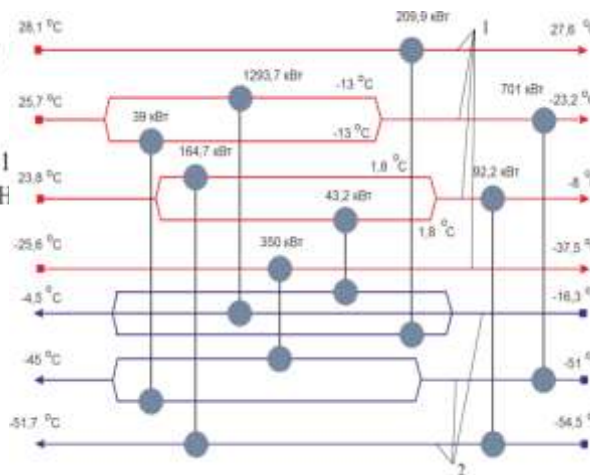 28,1 °C
209,9 кВт
1
27,6 °C
1293,7 кВт
-13 °C
701 кВт
25,7 °C
-23,2 °C
39 кВт
-13 °C
1
164,7 кВт
1,8 °C
Н
23,8 °C
43,2 кВт
92,2 кВт
-8 °C
1,8 °C
350 кВт
-25,6 °C
-37,5 °C
-4,5 °C
-16,3 °C
-45 °C
-51 °C
-51,7 °C
-54,5 °C
2